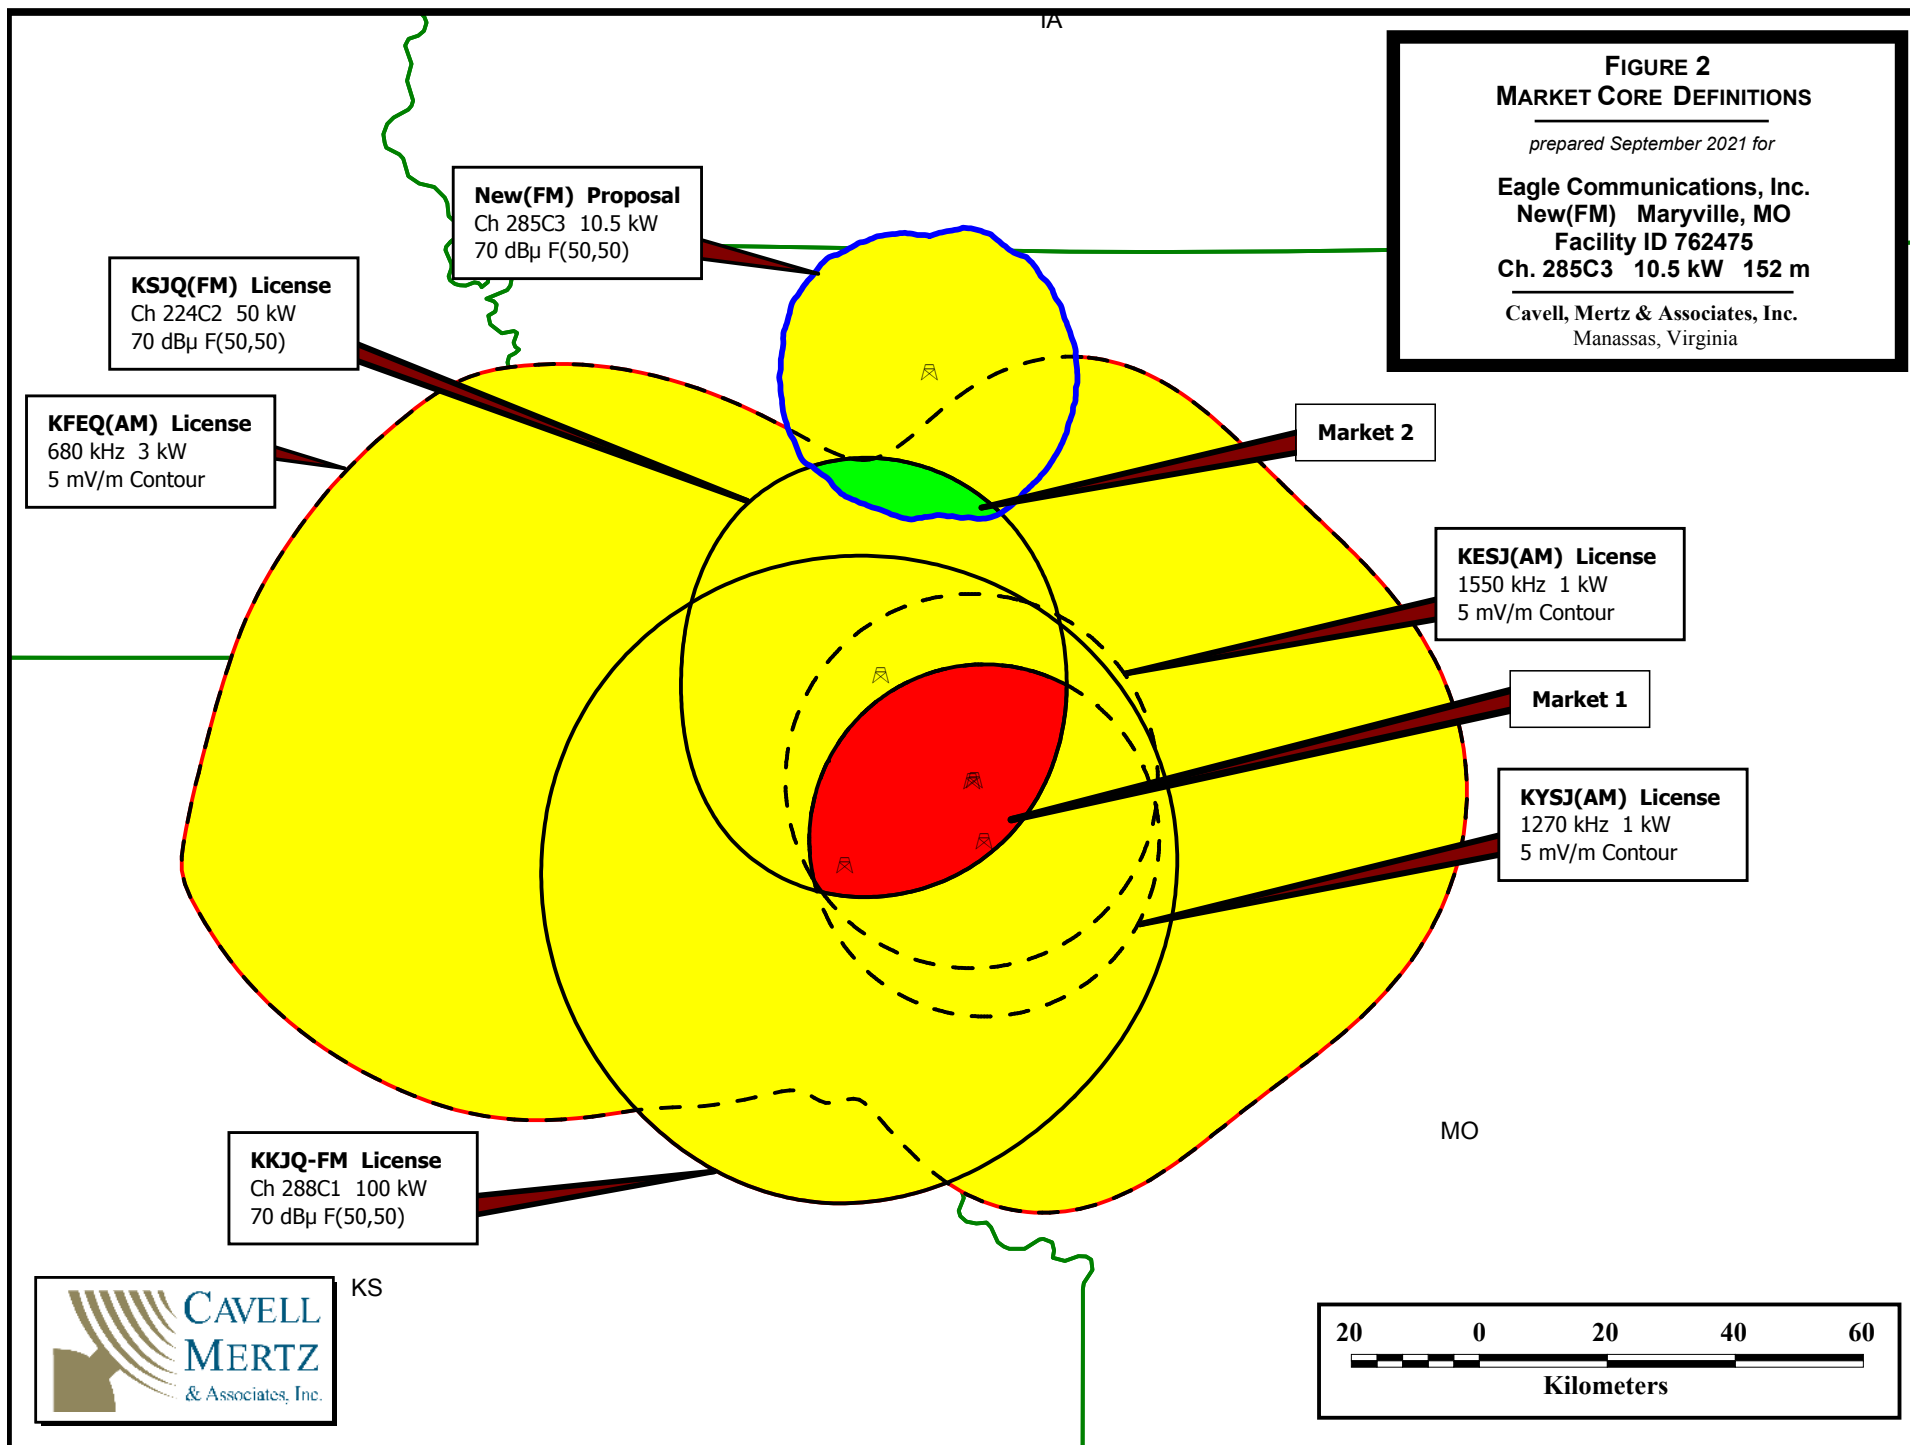 IA
FIGURE 2
MARKET CORE DEFINITIONS
prepared September 2021 for
Eagle Communications, Inc.
New(FM) Maryville, MO
Facility ID 762475
Ch. 285C3 10.5 kW 152 m
Cavell, Mertz & Associates, Inc.
Manassas, Virginia
New(FM) Proposal
Ch 285C3 10.5 kW
70 dBµ F(50,50)
KSJQ(FM) License
Ch 224C2 50 kW
70 dBµ F(50,50)
KFEQ(AM) License
680 kHz 3 kW
5 mV/m Contour
Market 2
KESJ(AM) License
1550 kHz 1 kW
5 mV/m Contour
Market 1
KYSJ(AM) License
1270 kHz 1 kW
5 mV/m Contour
MO
KKJQ-FM License
Ch 288C1 100 kW
70 dBµ F(50,50)
KS
CAVELL
MERTZ
& Associates, Inc.
20 0 20 40 60
Kilometers